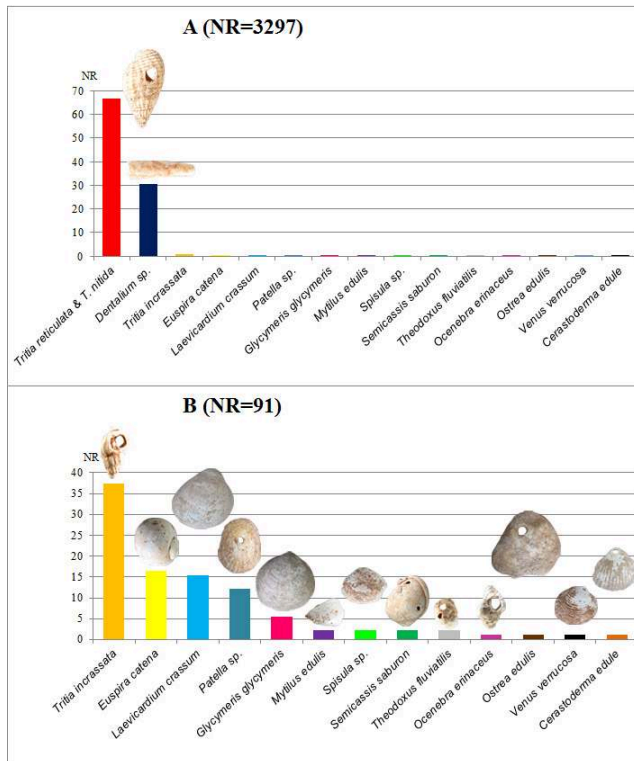 A (NR=3297)
NR
70
60
50
40
30
20
10
0
Tritia reticulata & T. nitida
Dentalium sp.
Tritia incrassata
Euspira catena
Laevicardium crassum
Patella sp.
Glycymeris glycymeris
Mytilus edulis
Spisula sp.
Semicassis saburon
Theodoxus fluviatilis
Ocenebra erinaceus
Ostrea edulis
Venus verrucosa
Cerastoderma edule
B (NR=91)
NR
40
35
30
25
20
15
10
5
0
Tritia incrassata
Euspira catena
Laevicardium crassum
Patella sp.
Glycymeris glycymeris
Mytilus edulis
Spisula sp.
Semicassis saburon
Theodoxus fluviatilis
Ocenebra erinaceus
Ostrea edulis
Venus verrucosa
Cerastoderma edule